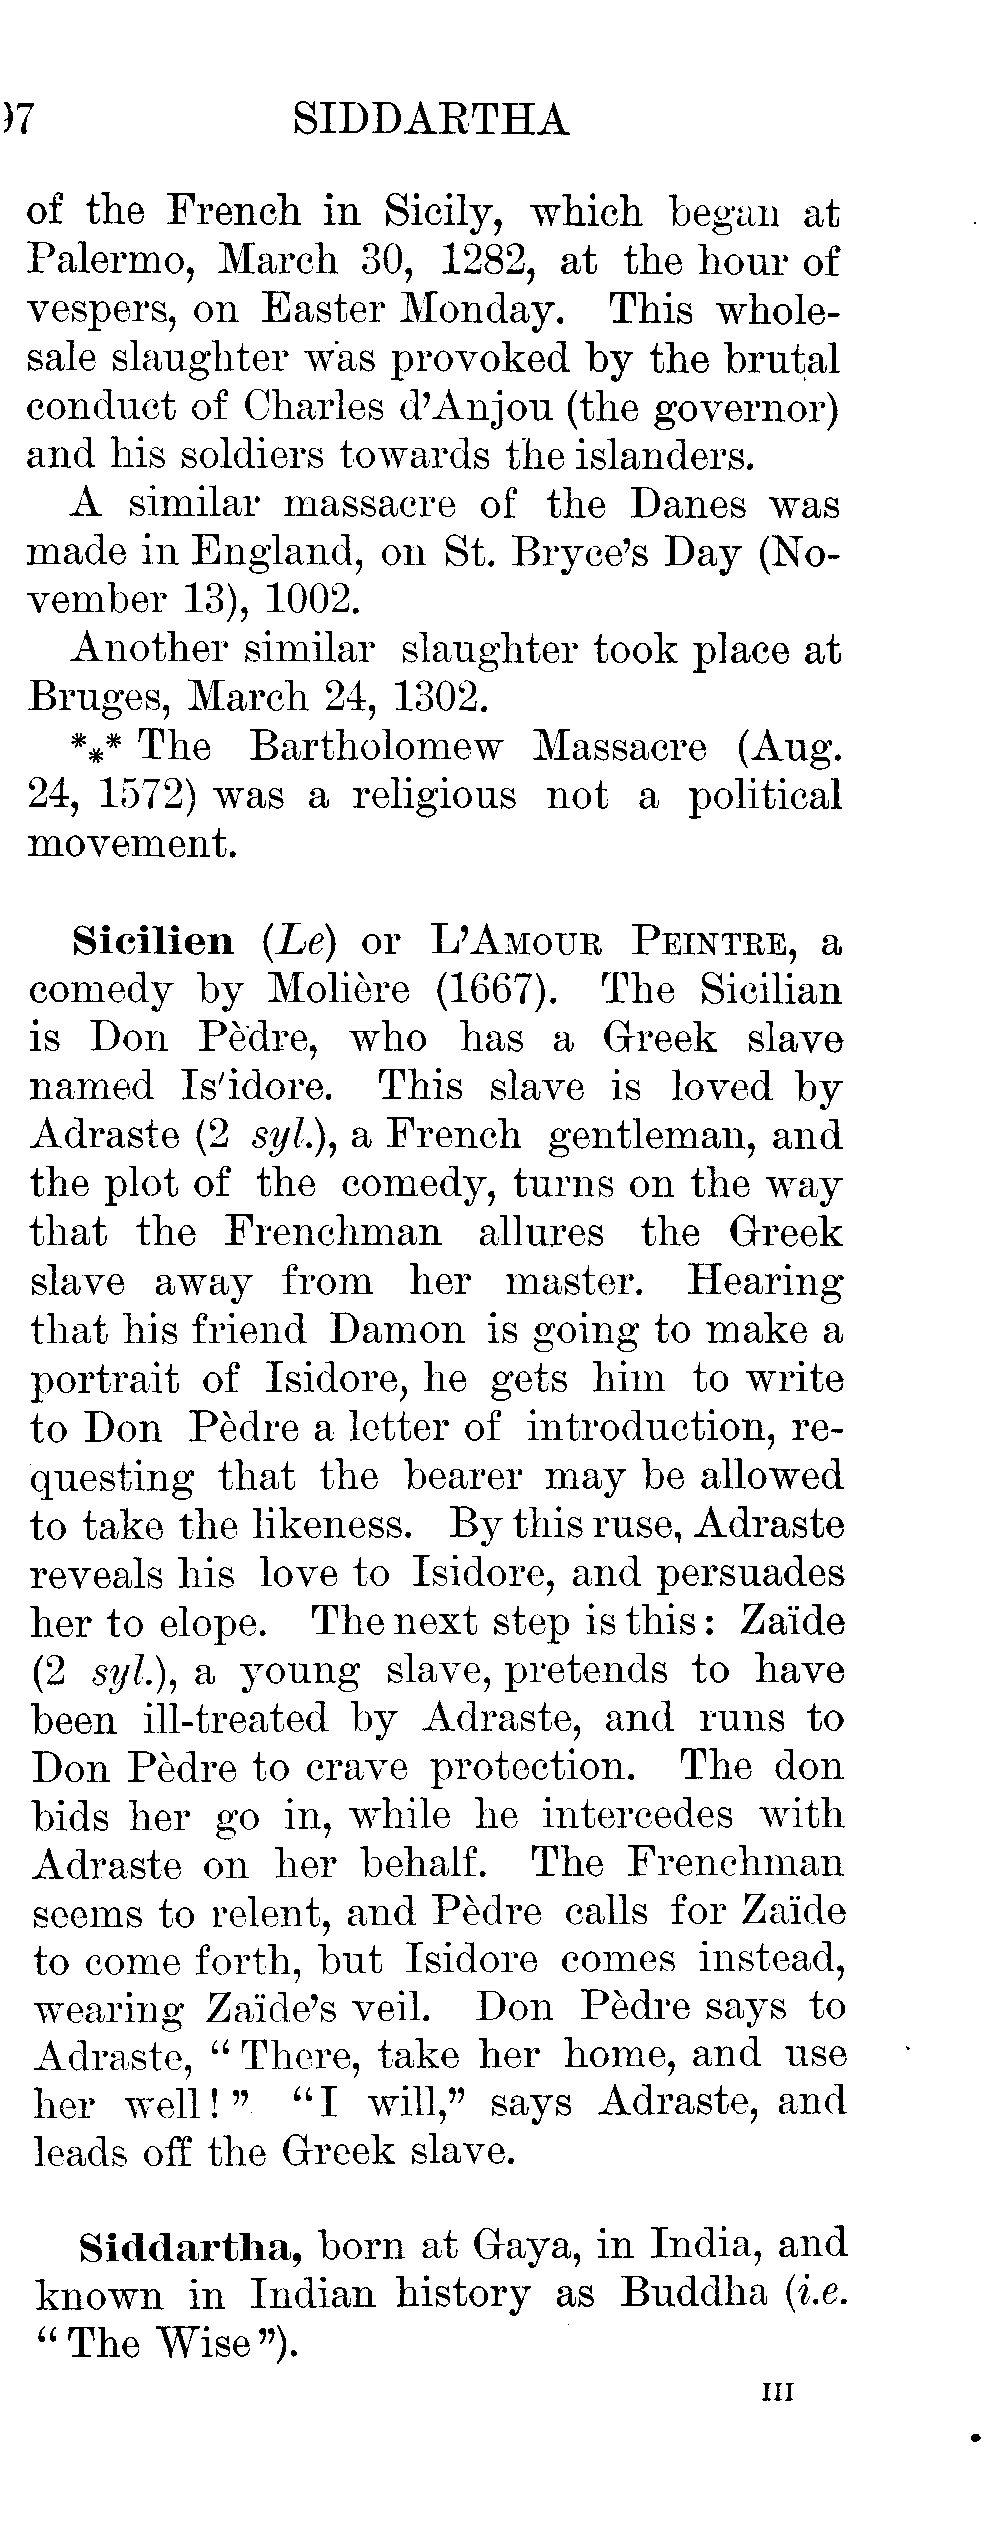 97 SIDDARTHA
of the French in Sicily, which began at
Palermo, March 30, 1282, at the hour of
vespers, on Easter Monday. This whole-
sale slaughter was provoked by the brutal
conduct of Charles d’Anjou (the governor)
and his soldiers towards the islanders.
A similar massacre of the Danes was
made in England, on St. Bryce’s Day (No-
vember 13), 1002.
Another similar slaughter took place at
Bruges, March 24, 1302.
*** The Bartholomew Massacre (Aug.
24, 1572) was a religious not a political
movement.
Sicilien (Le) or L’AMOUR PEINTRE, a
comedy by Molière (1667). The Sicilian
is Don Pèdre, who has a Greek slave
named Is'idore. This slave is loved by
Adraste (2 syl.), a French gentleman, and
the plot of the comedy, turns on the way
that the Frenchman allures the Greek
slave away from her master. Hearing
that his friend Damon is going to make a
portrait of Isidore, he gets him to write
to Don Pèdre a letter of introduction, re-
questing that the bearer may be allowed
to take the likeness. By this ruse, Adraste
reveals his love to Isidore, and persuades
her to elope. The next step is this: Zaïde
(2 syl.), a young slave, pretends to have
been ill-treated by Adraste, and runs to
Don Pèdre to crave protection. The don
bids her go in, while he intercedes with
Adraste on her behalf. The Frenchman
seems to relent, and Pèdre calls for Zaïde
to come forth, but Isidore comes instead,
wearing Zaïde’s veil. Don Pèdre says to
Adraste, “There, take her home, and use
her well!” “I will,” says Adraste, and
leads off the Greek slave.
Siddartha, born at Gaya, in India, and
known in Indian history as Buddha (i.e.
“The Wise”).
III